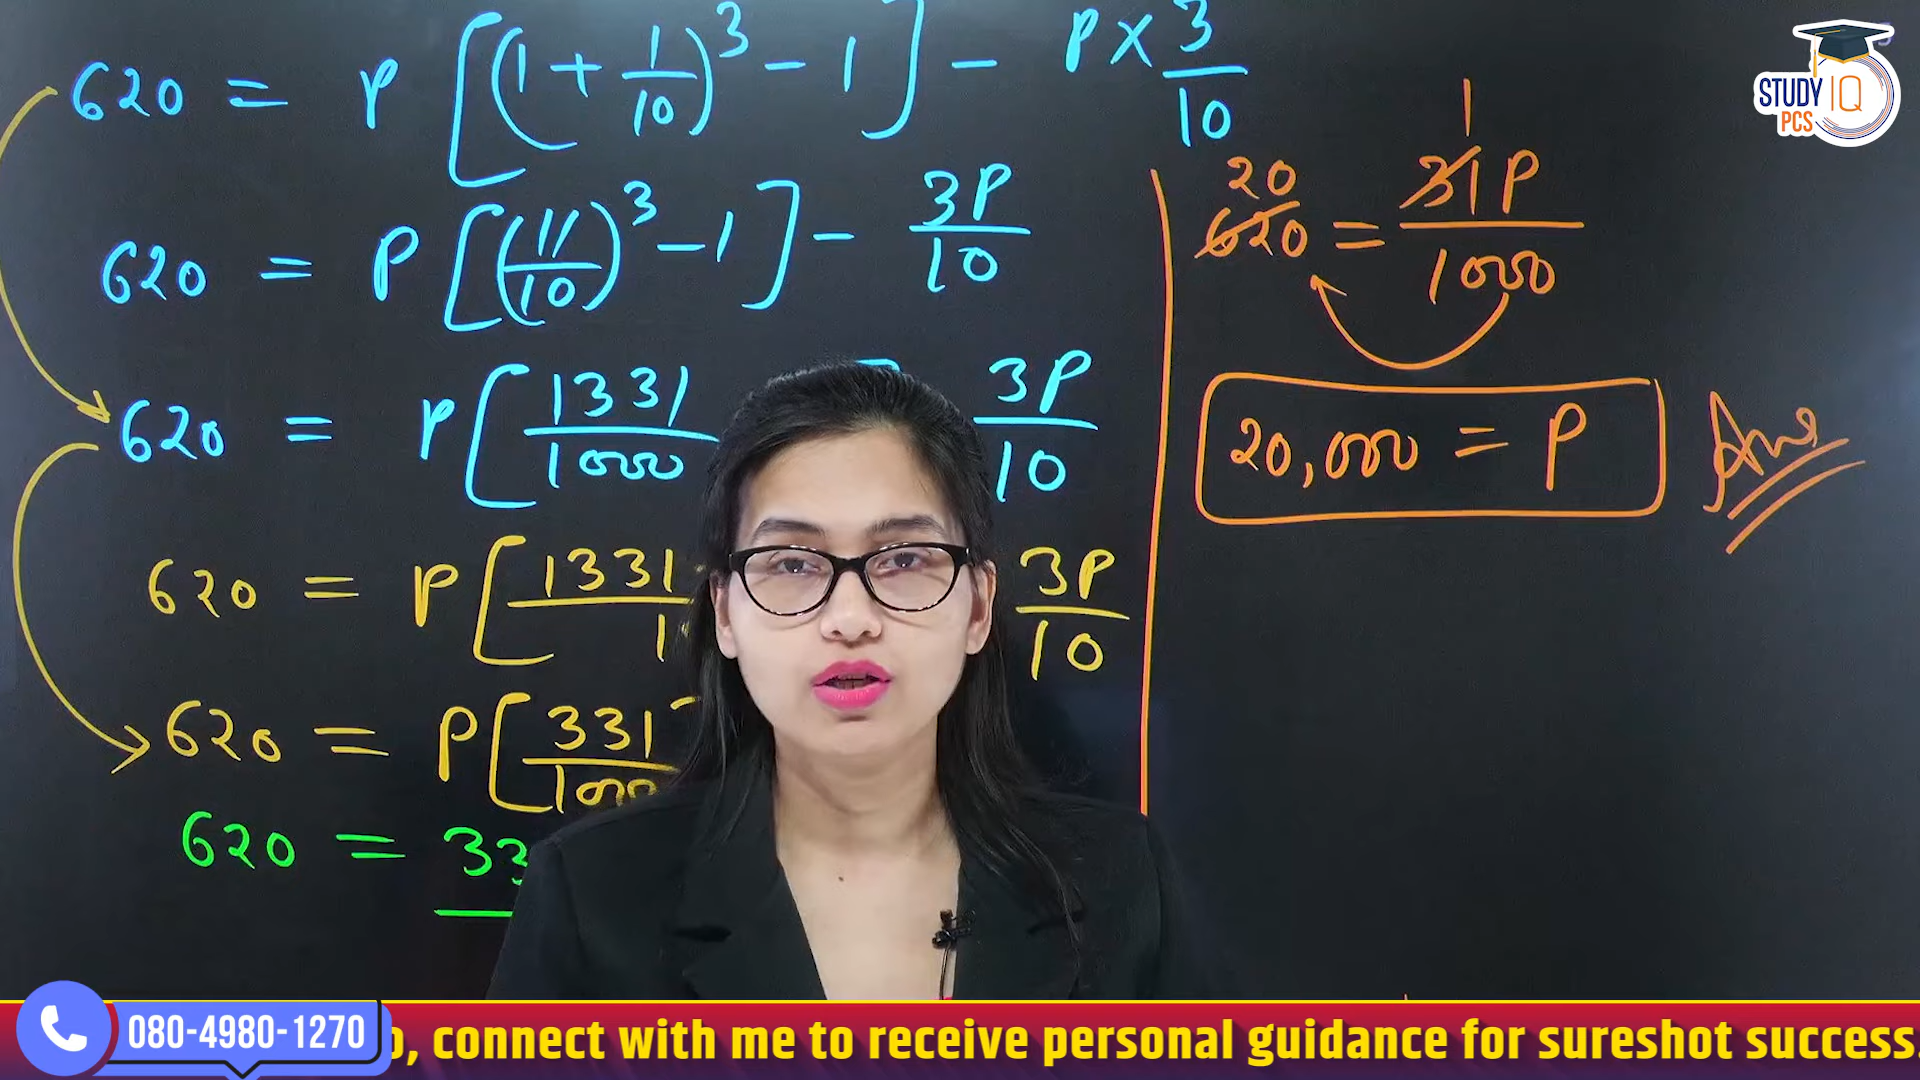 620 = P [(1 + 1/10)^3 - 1] - P × 3/10
620 = P [(11/10)^3 - 1] - 3P/10
620 = P [1331/1000 3P/10
620 = P [1331 3P/10
620 = P [331
620 = 33
1
20
620 = 31P/1000
20,000 = P Ans
STUDY IQ
PCS
080-4980-1270
o, connect with me to receive personal guidance for sureshot success.